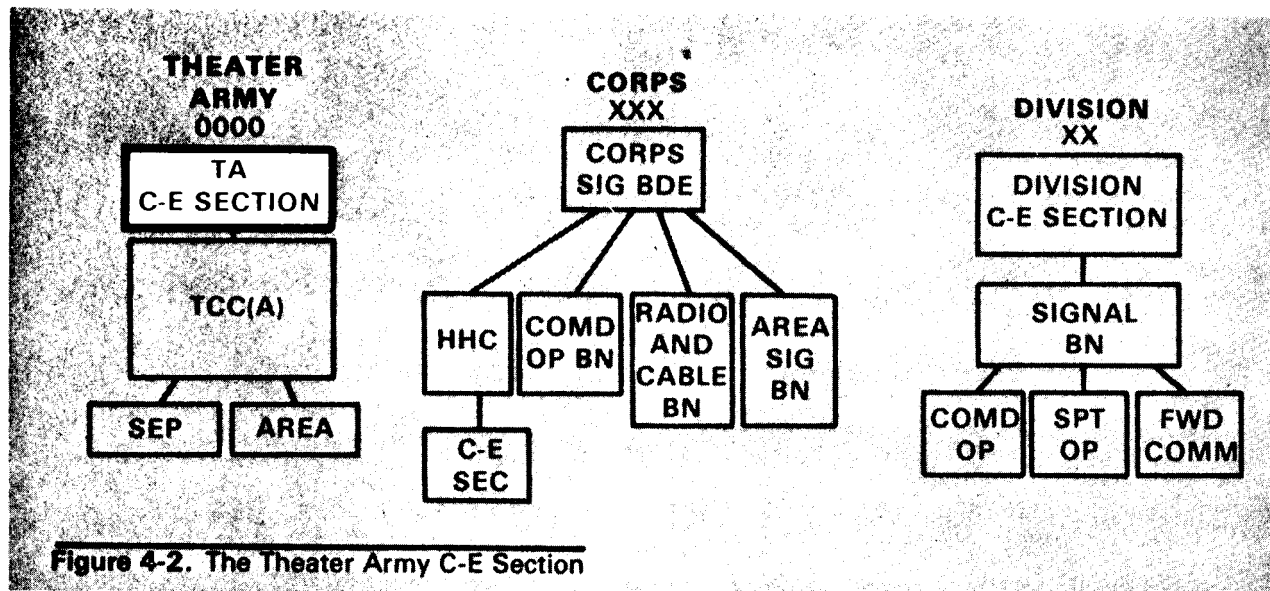 THEATER
ARMY
0000
TA
C-E SECTION
TCC(A)
SEP
AREA
CORPS
XXX
CORPS
SIG BDE
HHC
COMD
OP BN
RADIO
AND
CABLE
BN
AREA
SIG
BN
C-E
SEC
DIVISION
XX
DIVISION
C-E SECTION
SIGNAL
BN
COMD
OP
SPT
OP
FWD
COMM
Figure 4-2. The Theater Army C-E Section